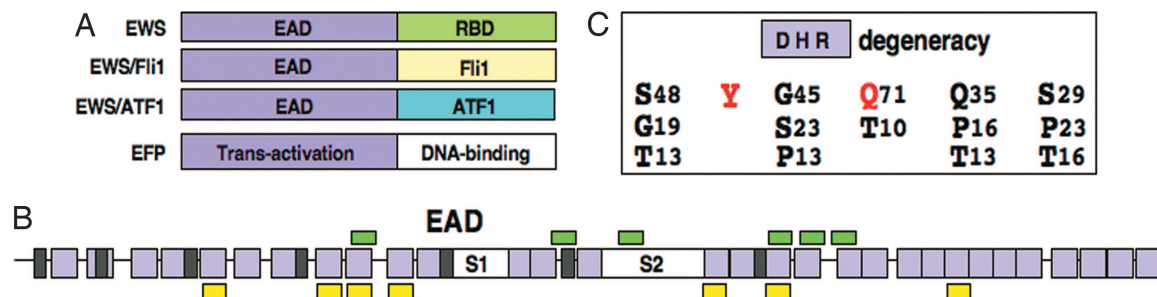 A
EWS EAD RBD
EWS/Fli1 EAD Fli1
EWS/ATF1 EAD ATF1
EFP Trans-activation DNA-binding
C
DHR degeneracy
S48 Y G45 Q71 Q35 S29
G19 S23 T10 P16 P23
T13 P13 T13 T16
B
EAD
S1 S2